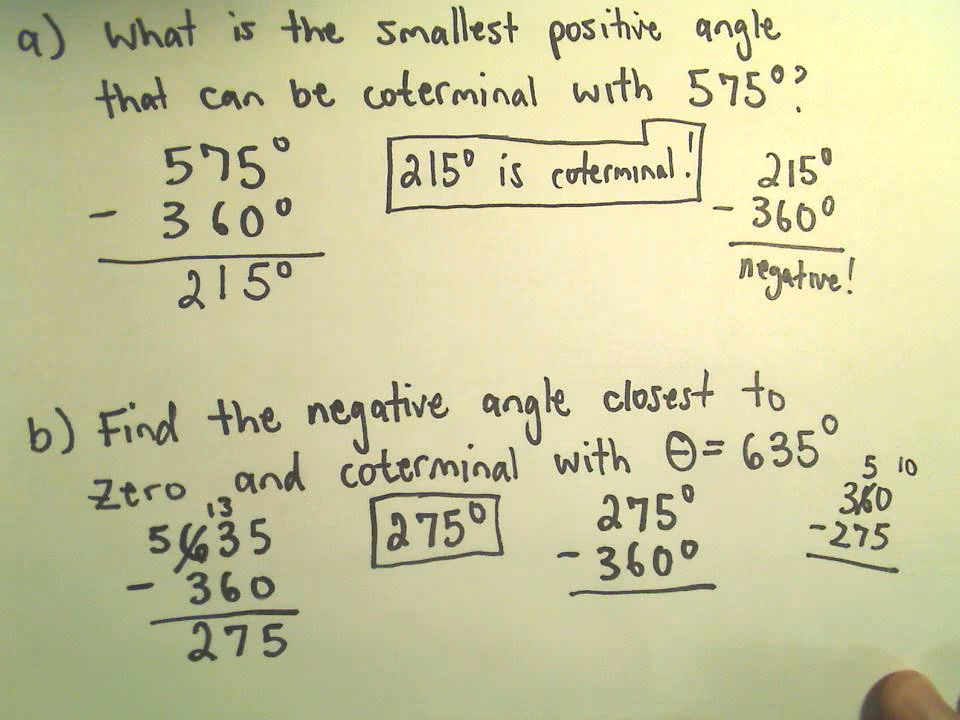 a) What is the smallest positive angle
that can be coterminal with 575°?
575°
- 360°
215°
215° is coterminal!
215°
- 360°
negative!
b) Find the negative angle closest to
zero and coterminal with Θ = 635°
13
5 635
- 360
275
275°
275°
- 360°
5 10
360
- 275